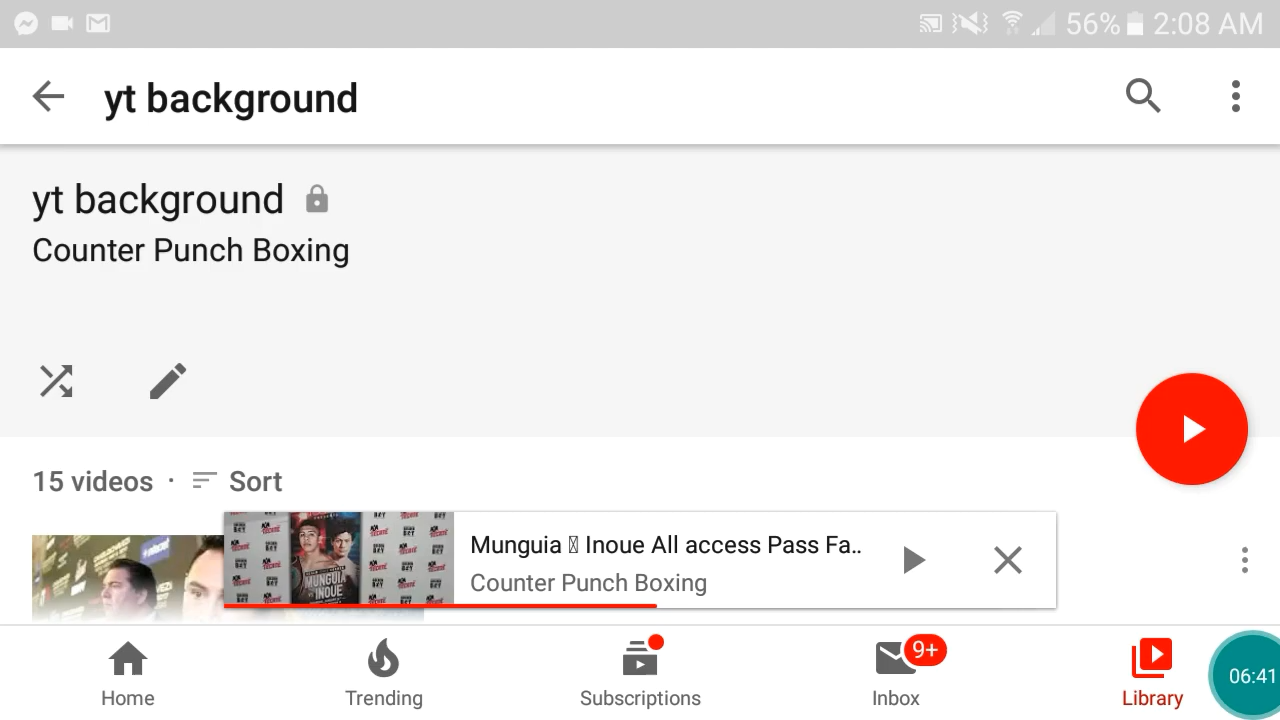 56% 2:08 AM
yt background
yt background
Counter Punch Boxing
15 videos · Sort
MUNGUIA
INOUE
Munguia Inoue All access Pass Fa..
Counter Punch Boxing
Home
Trending
Subscriptions
9+
Inbox
Library
06:41